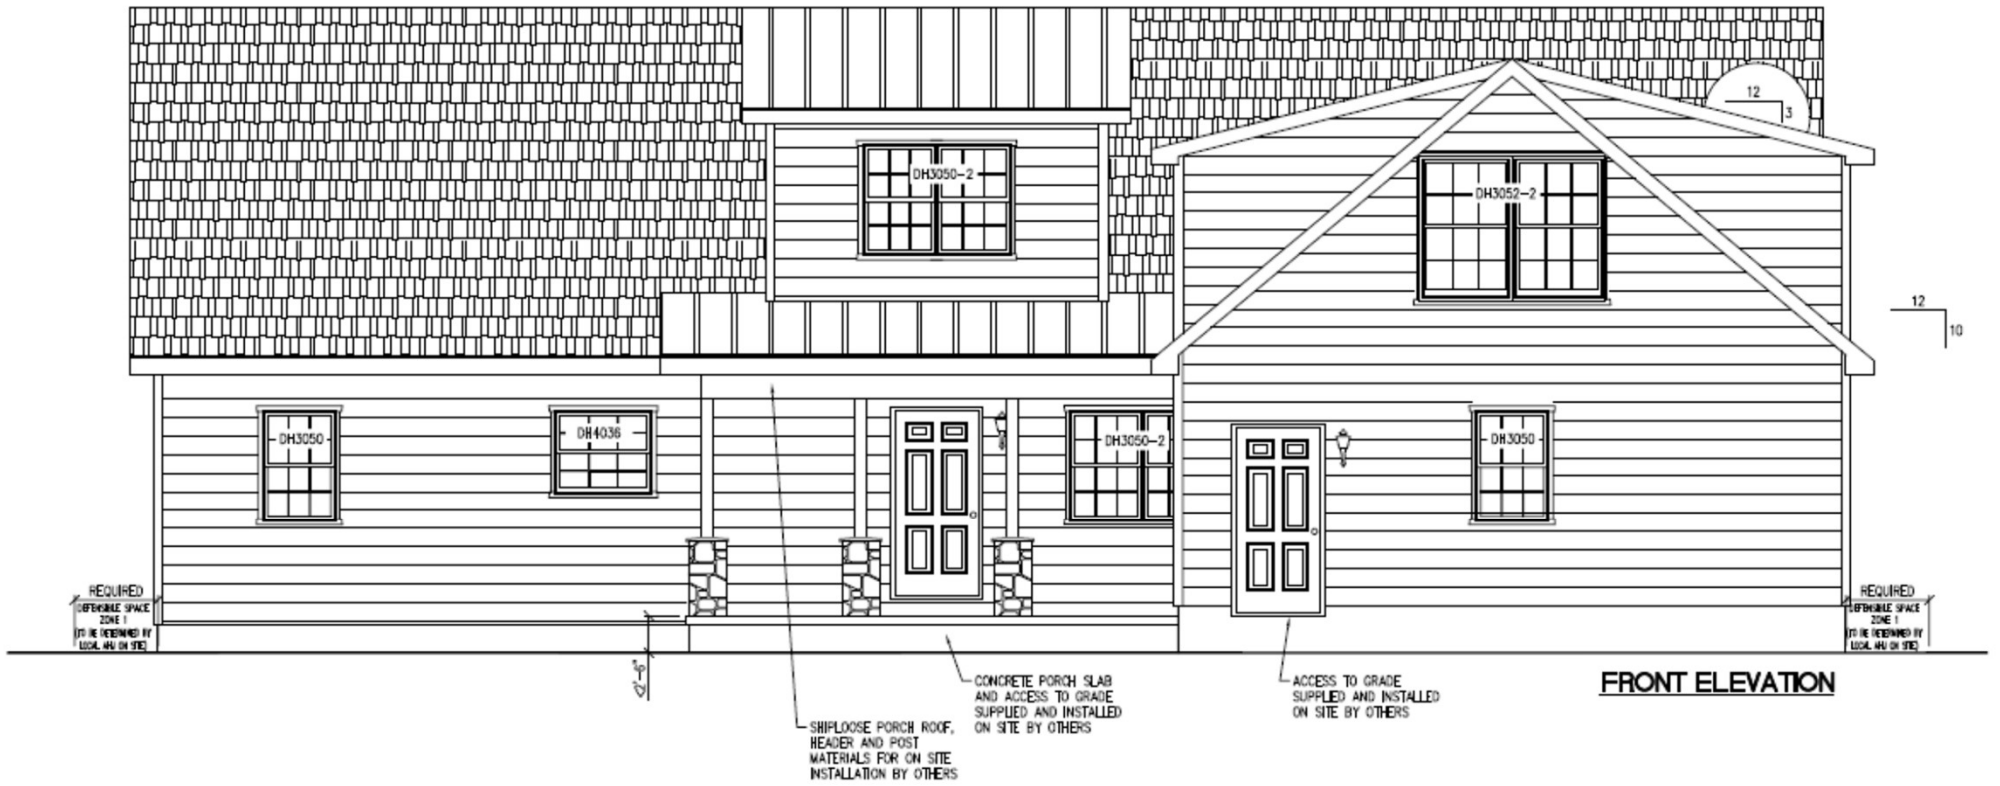 12
3
DH3050-2
DH3052-2
12
10
DH3050
DH4036
DH3050-2
DH3050
REQUIRED
DEFENSIBLE SPACE
ZONE 1
(TO BE DETERMINED BY
LOCAL AHJ ON SITE)
REQUIRED
DEFENSIBLE SPACE
ZONE 1
(TO BE DETERMINED BY
LOCAL AHJ ON SITE)
CONCRETE PORCH SLAB
AND ACCESS TO GRADE
SUPPLIED AND INSTALLED
ON SITE BY OTHERS
ACCESS TO GRADE
SUPPLIED AND INSTALLED
ON SITE BY OTHERS
FRONT ELEVATION
SHIPLOOSE PORCH ROOF,
HEADER AND POST
MATERIALS FOR ON SITE
INSTALLATION BY OTHERS